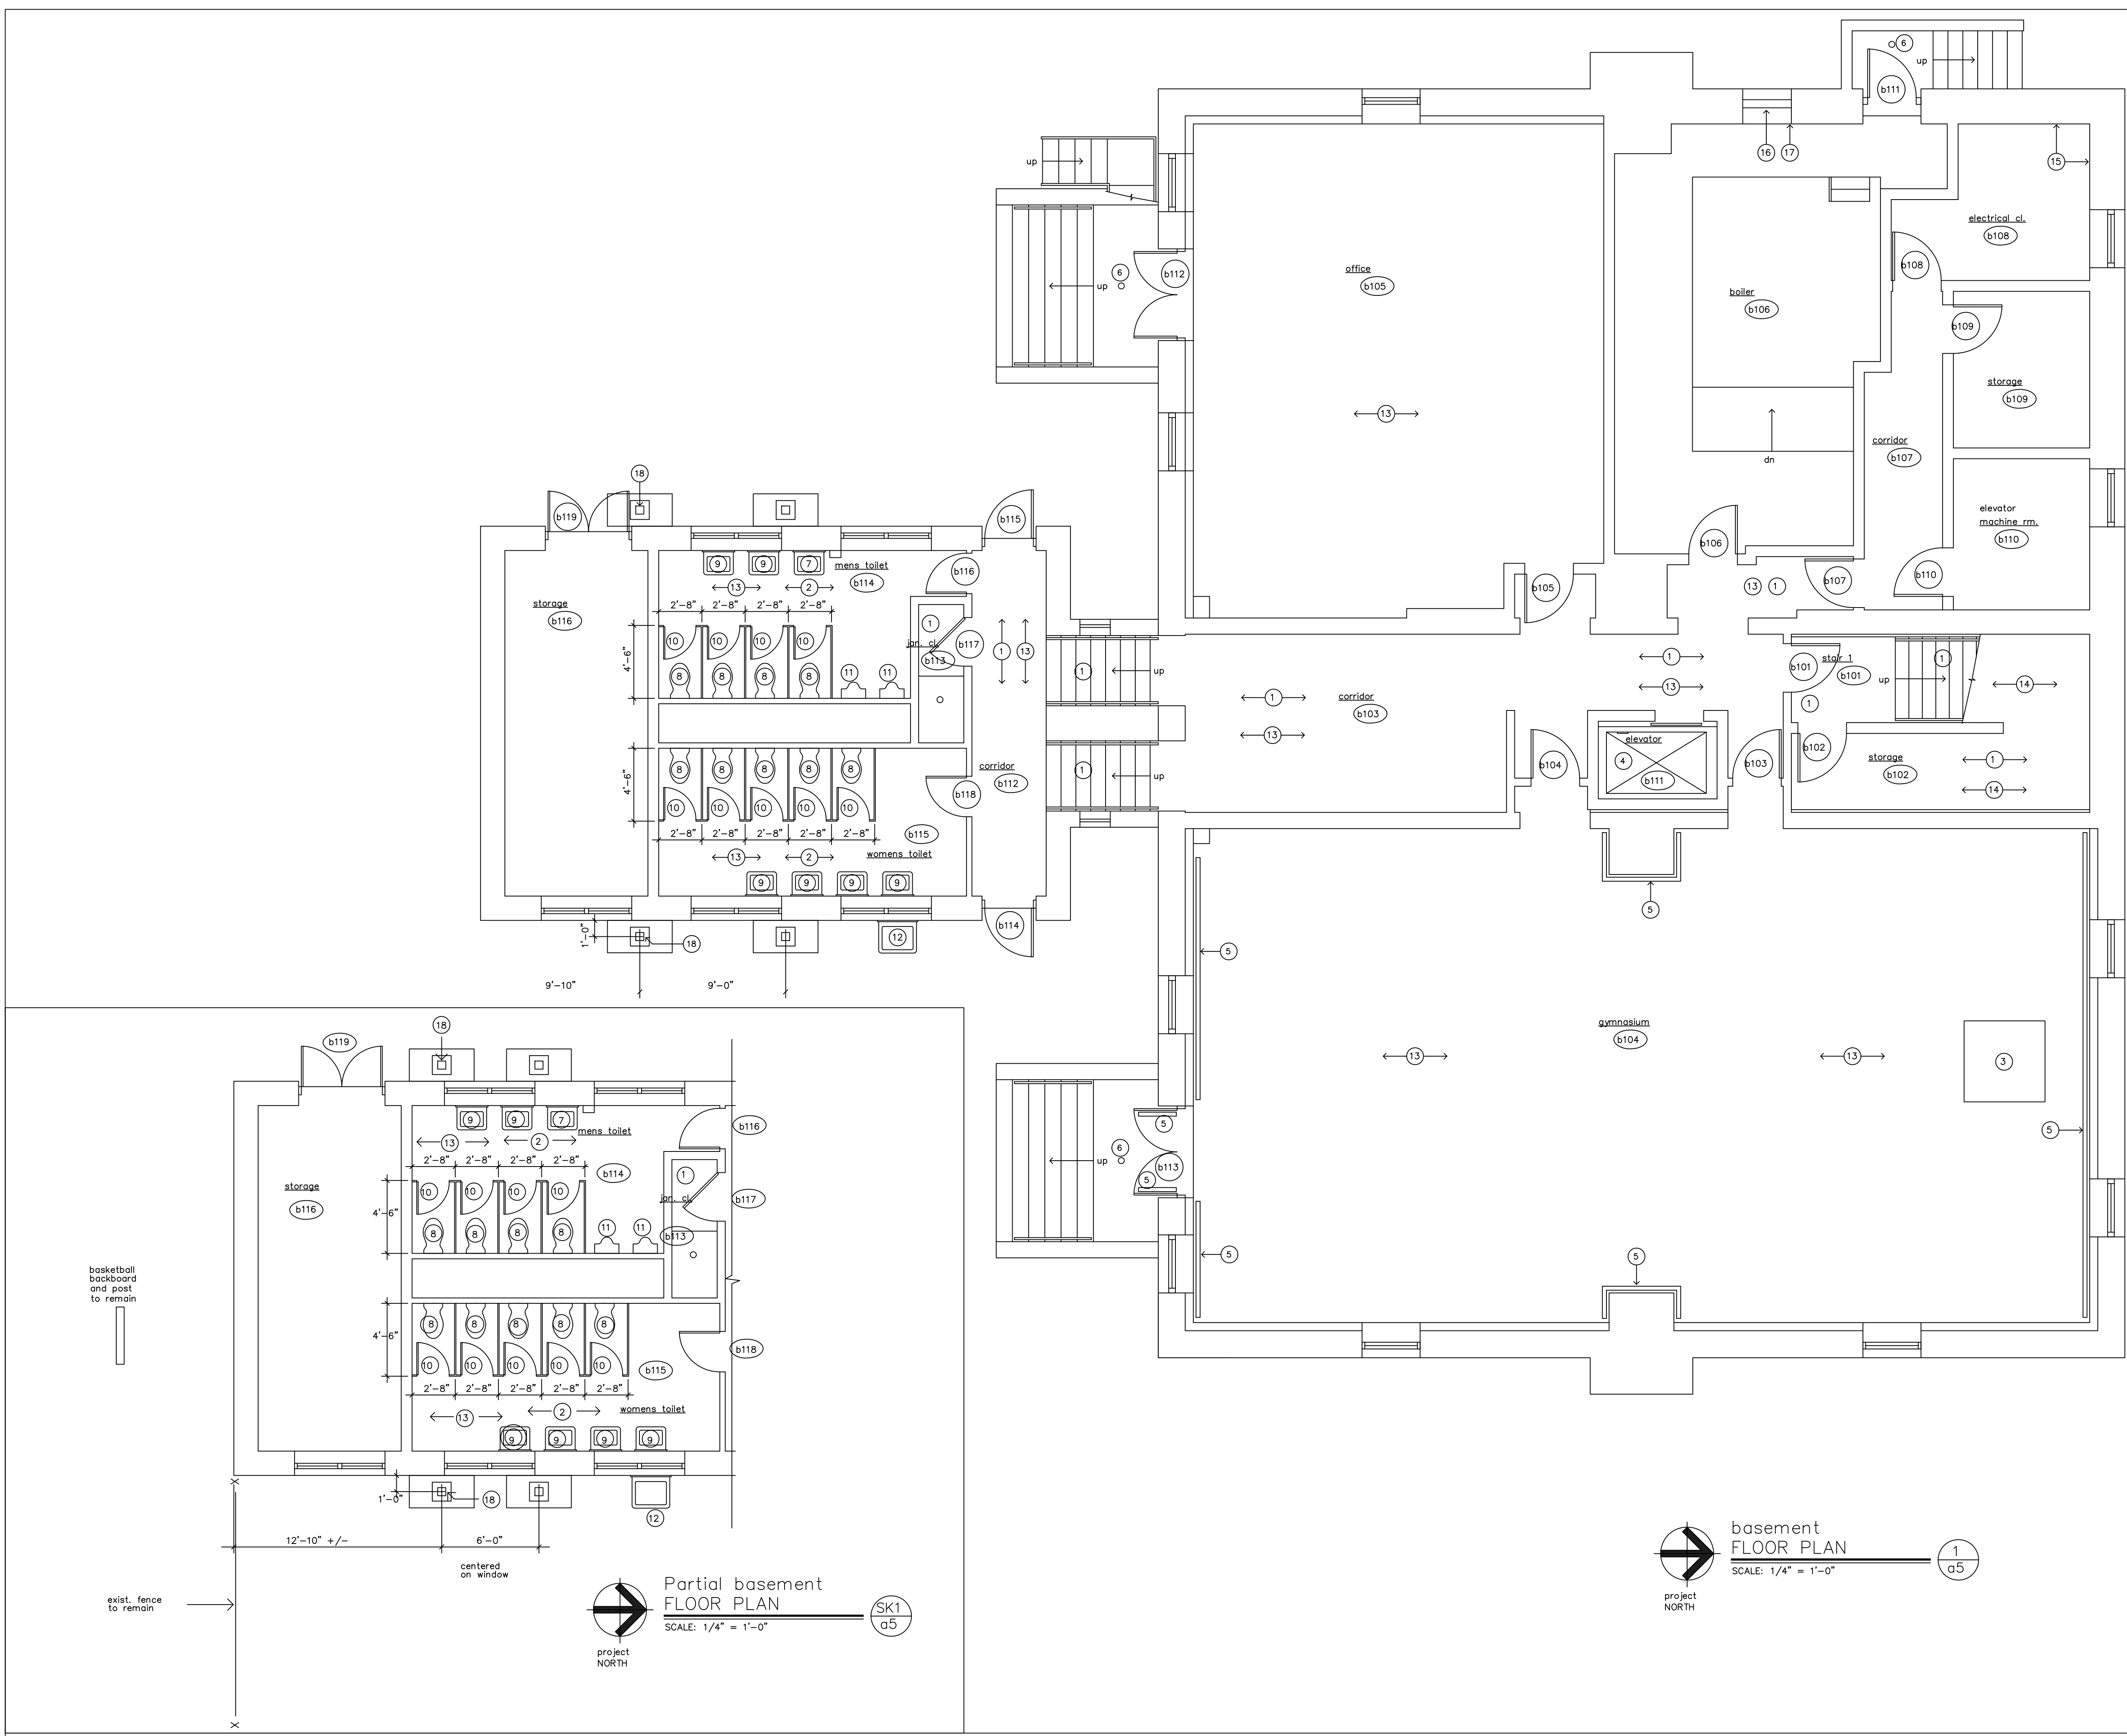 6
up
b111
16
17
15
up
electrical cl.
b108
b108
6
b112
up
office
b105
boiler
b106
b109
storage
b109
13
corridor
b107
dn
18
b119
b115
elevator
machine rm.
b110
b106
b107
b110
b105
13
1
9
9
7
mens toilet
b114
b116
13
2
storage
b116
2'-8"
2'-8"
2'-8"
2'-8"
1
jan. cl.
b117
b113
10
10
10
10
4'-6"
8
8
8
8
11
11
1
13
1
up
1
13
1
corridor
b103
13
b101
stair 1
b101
1
up
14
1
elevator
4
b111
b104
b103
b102
storage
b102
1
14
4'-6"
8
8
8
8
8
corridor
b112
1
up
10
10
10
10
10
b118
2'-8"
2'-8"
2'-8"
2'-8"
2'-8"
b115
13
2
womens toilet
9
9
9
9
5
1'-0"
18
12
b114
5
9'-10"
9'-0"
gymnasium
b104
13
13
3
5
5
6
up
b113
5
5
5
18
b119
9
9
7
mens toilet
b116
13
2
2'-8"
2'-8"
2'-8"
2'-8"
b114
1
storage
b116
10
10
10
10
jan. cl.
b117
4'-6"
8
8
8
8
11
11
b113
basketball
backboard
and post
to remain
4'-6"
8
8
8
8
8
b118
10
10
10
10
10
b115
2'-8"
2'-8"
2'-8"
2'-8"
2'-8"
13
2
womens toilet
9
9
9
9
x
1'-0"
18
12
12'-10" +/-
6'-0"
centered
on window
exist. fence
to remain
x
Partial basement
FLOOR PLAN
SCALE: 1/4" = 1'-0"
SK1
a5
project
NORTH
basement
FLOOR PLAN
SCALE: 1/4" = 1'-0"
1
a5
project
NORTH